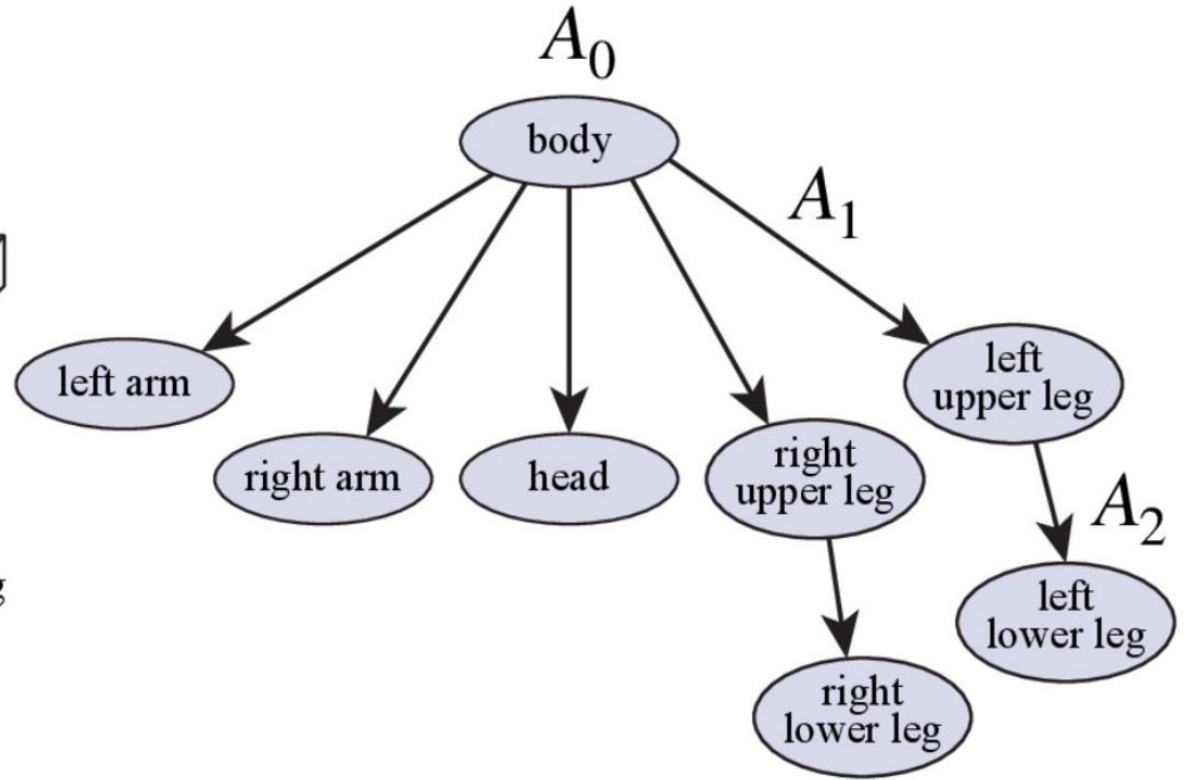 A₀
body
A₁
left arm
right arm
head
right
upper leg
left
upper leg
A₂
left
lower leg
right
lower leg
g